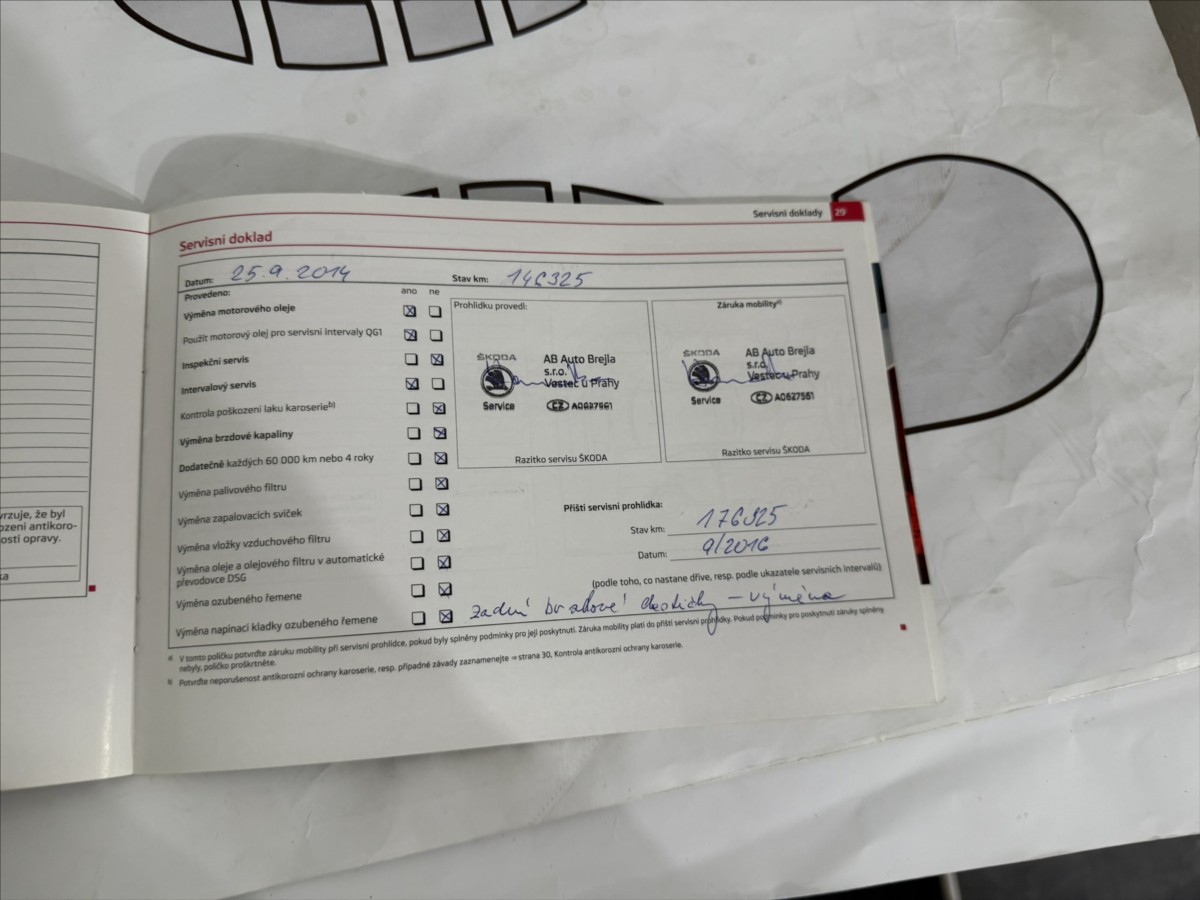 Servisní doklady 29
Servisní doklad
Datum: 25.9.2014 Stav km: 146325
Provedeno: ano ne
Výměna motorového oleje
Použit motorový olej pro servisní intervaly QG1
Inspekční servis
Intervalový servis
Kontrola poškození laku karoserie b)
Výměna brzdové kapaliny
Dodatečně každých 60 000 km nebo 4 roky
Výměna palivového filtru
Výměna zapalovacích svíček
Výměna vložky vzduchového filtru
Výměna oleje a olejového filtru v automatické
převodovce DSG
Výměna ozubeného řemene
Výměna napínací kladky ozubeného řemene
Prohlídku provedl:
ŠKODA AB Auto Brejla
s.r.o.
Vestec u Prahy
Service CZ A0627561
Razítko servisu ŠKODA
Záruka mobility a)
ŠKODA AB Auto Brejla
s.r.o.
Vestec u Prahy
Service CZ A0627561
Razítko servisu ŠKODA
Příští servisní prohlídka:
Stav km: 176325
Datum: 9/2016
(podle toho, co nastane dříve, resp. podle ukazatele servisních intervalů)
zadní brzdové destičky - výměna
a) V tomto políčku potvrďte záruku mobility při servisní prohlídce, pokud byly splněny podmínky pro její poskytnutí. Záruka mobility platí do příští servisní prohlídky. Pokud podmínky pro poskytnutí záruky splněny
nebyly, políčko proškrtněte.
b) Potvrďte neporušenost antikorozní ochrany karoserie, resp. případné závady zaznamenejte ⇒ strana 30, Kontrola antikorozní ochrany karoserie.
vrzuje, že byl
ození antikoro-
ostí opravy.
ka